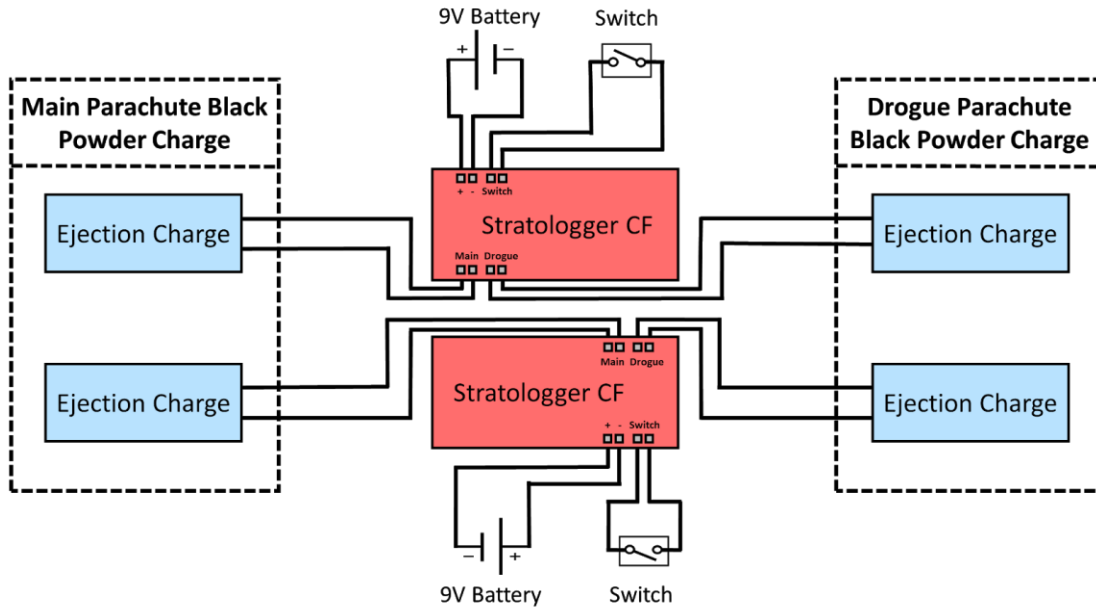 9V Battery
Switch
+ −
Main Parachute Black
Powder Charge
Drogue Parachute
Black Powder Charge
+ - Switch
Ejection Charge
Stratologger CF
Ejection Charge
Main Drogue
Main Drogue
Ejection Charge
Stratologger CF
Ejection Charge
+ - Switch
− +
9V Battery
Switch